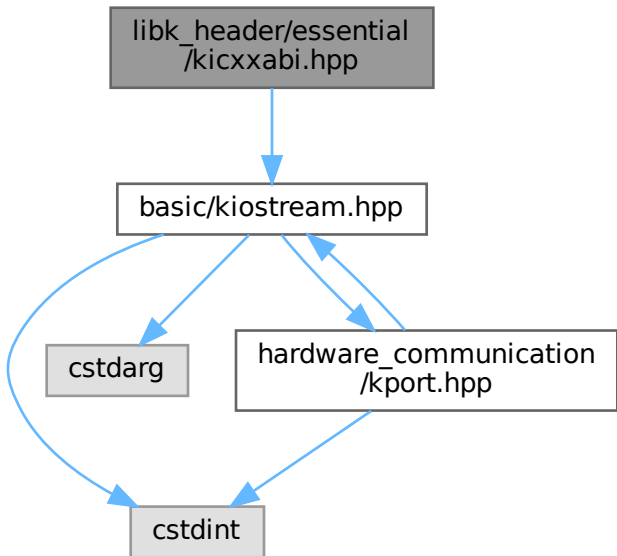 libk_header/essential
/kicxxabi.hpp
basic/kiostream.hpp
cstdarg
hardware_communication
/kport.hpp
cstdint